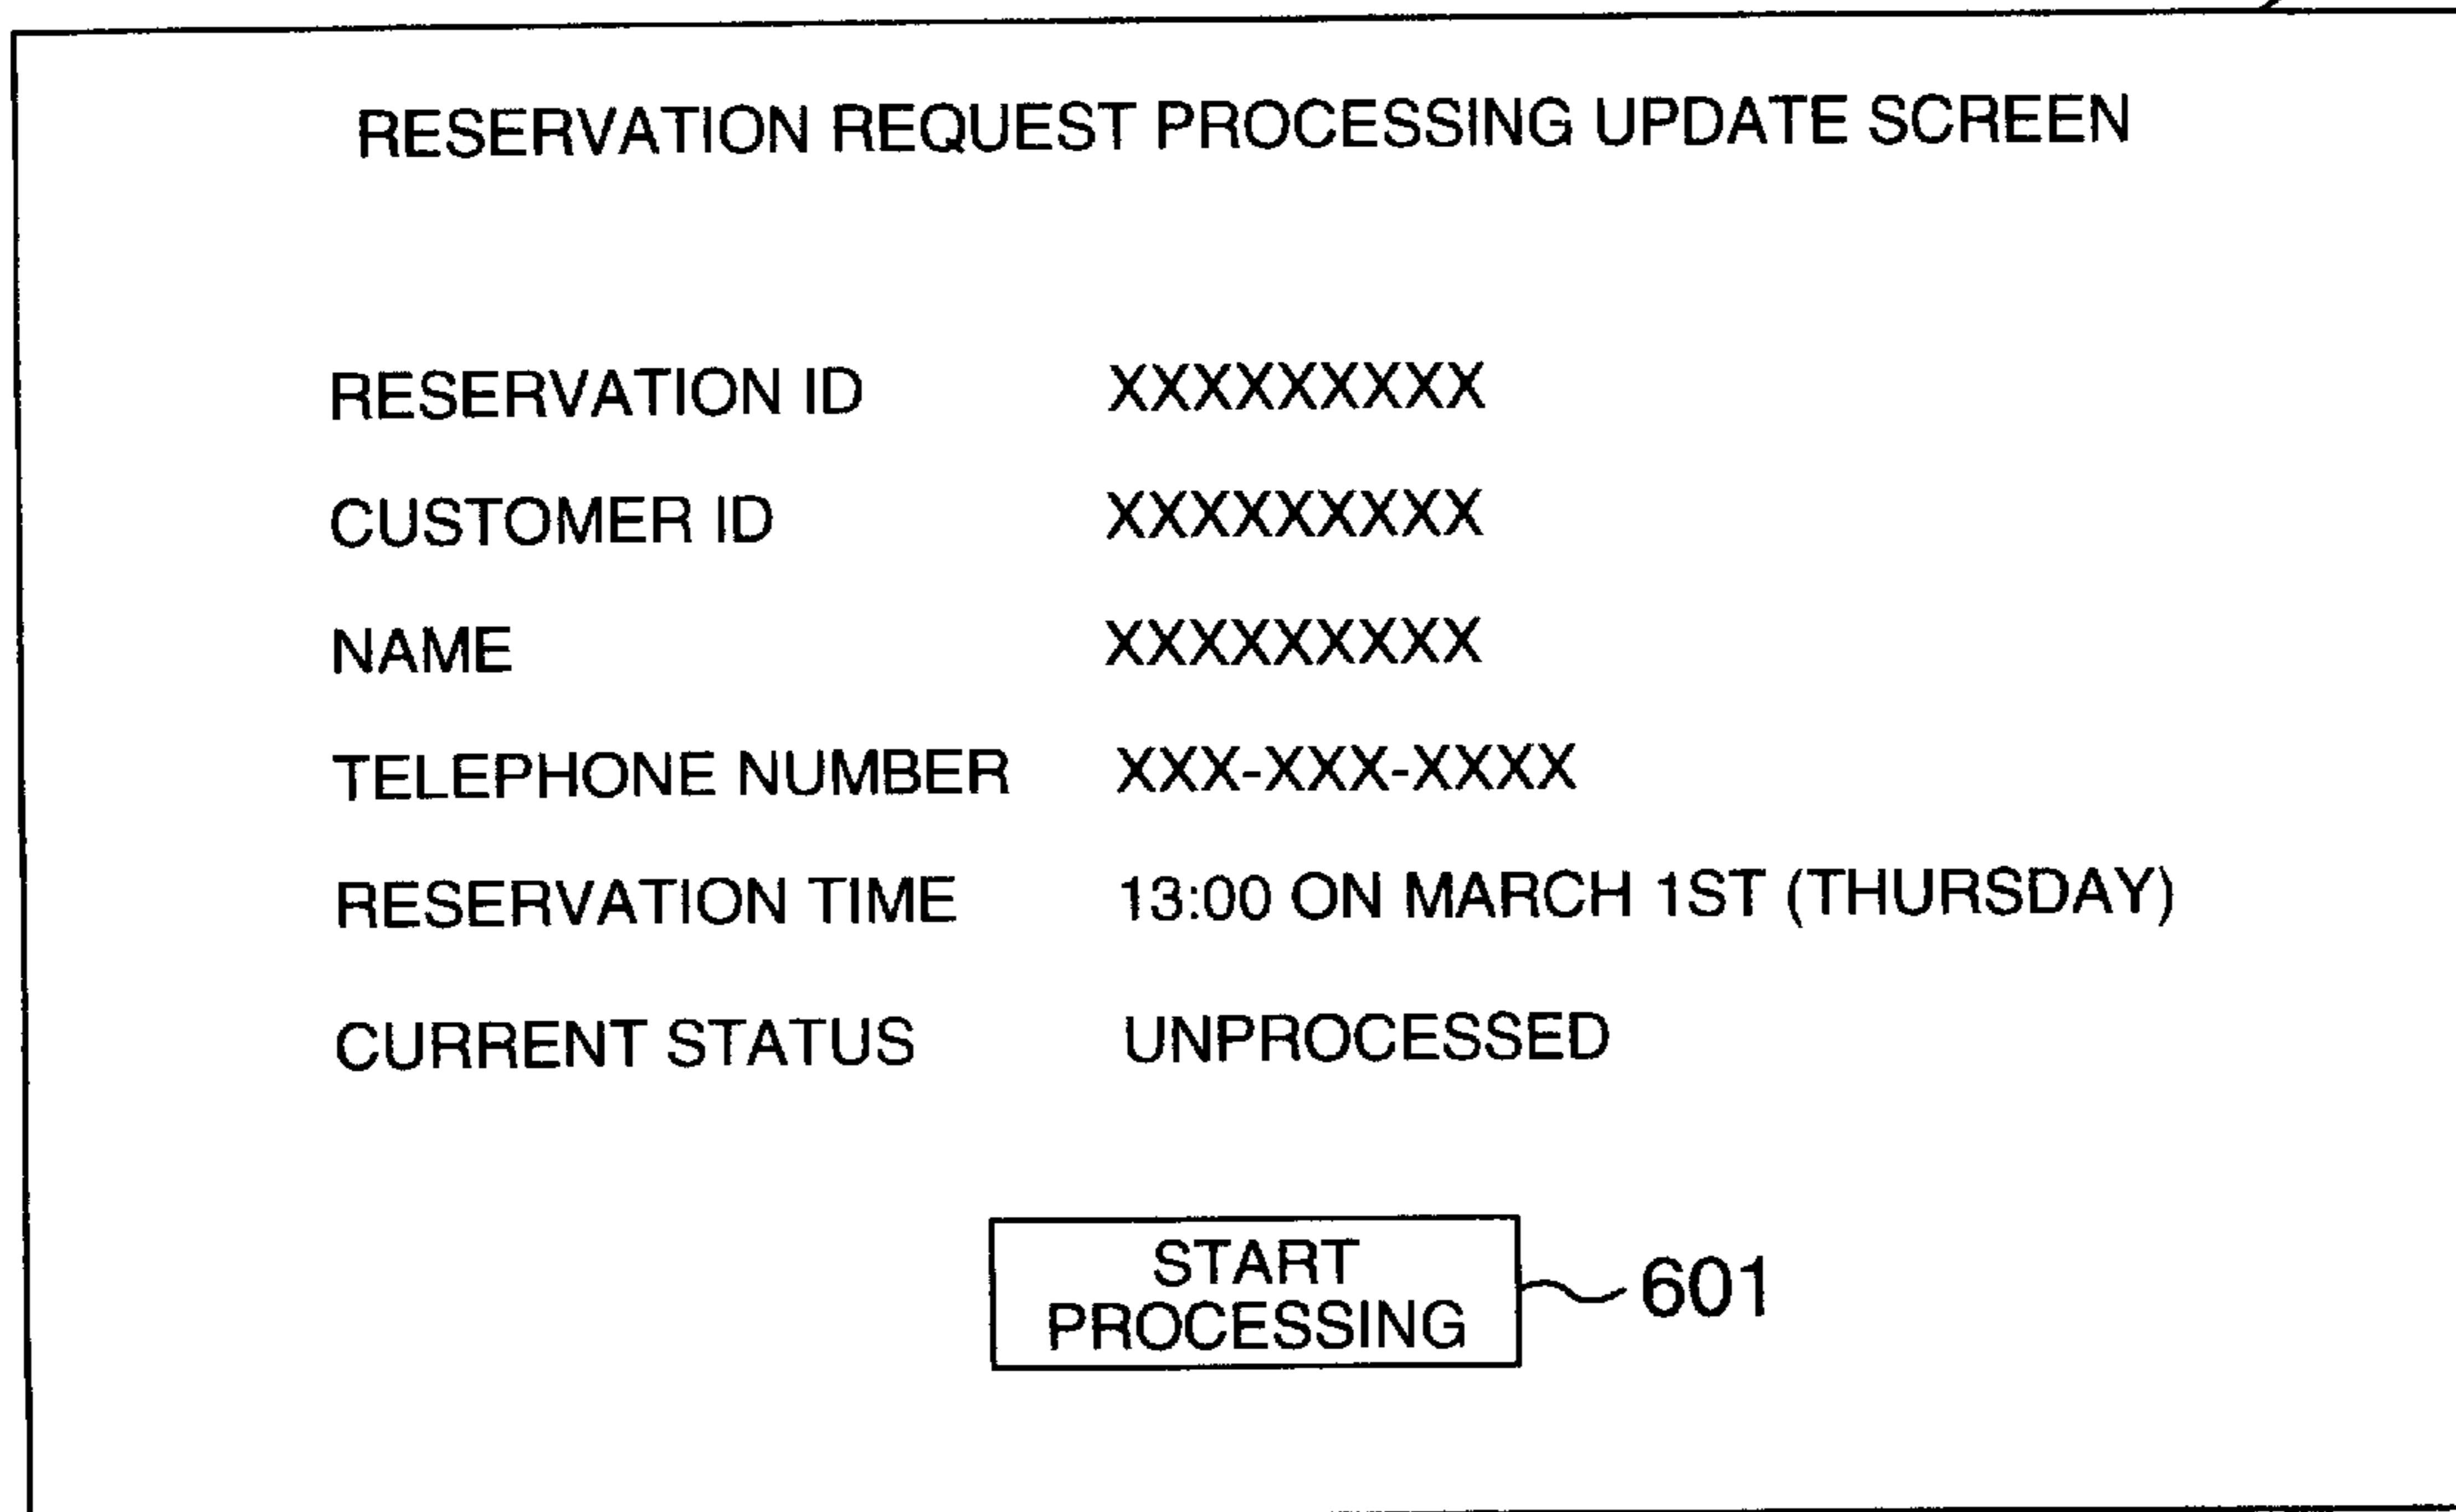 RESERVATION REQUEST PROCESSING UPDATE SCREEN
RESERVATION ID XXXXXXXXX
CUSTOMER ID XXXXXXXXX
NAME XXXXXXXXX
TELEPHONE NUMBER XXX-XXX-XXXX
RESERVATION TIME 13:00 ON MARCH 1ST (THURSDAY)
CURRENT STATUS UNPROCESSED
START
PROCESSING 601